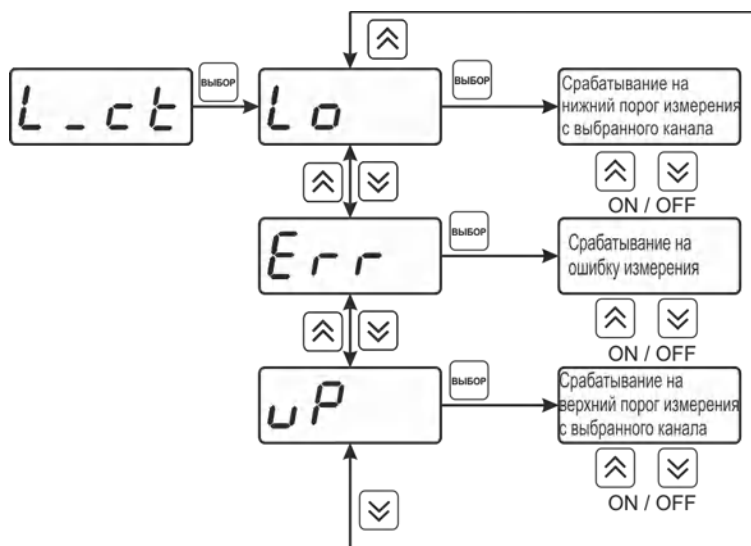 L_ct
ВЫБОР
Lo
ВЫБОР
Срабатывание на
нижний порог измерения
с выбранного канала
ON / OFF
Err
ВЫБОР
Срабатывание на
ошибку измерения
ON / OFF
uP
ВЫБОР
Срабатывание на
верхний порог измерения
с выбранного канала
ON / OFF